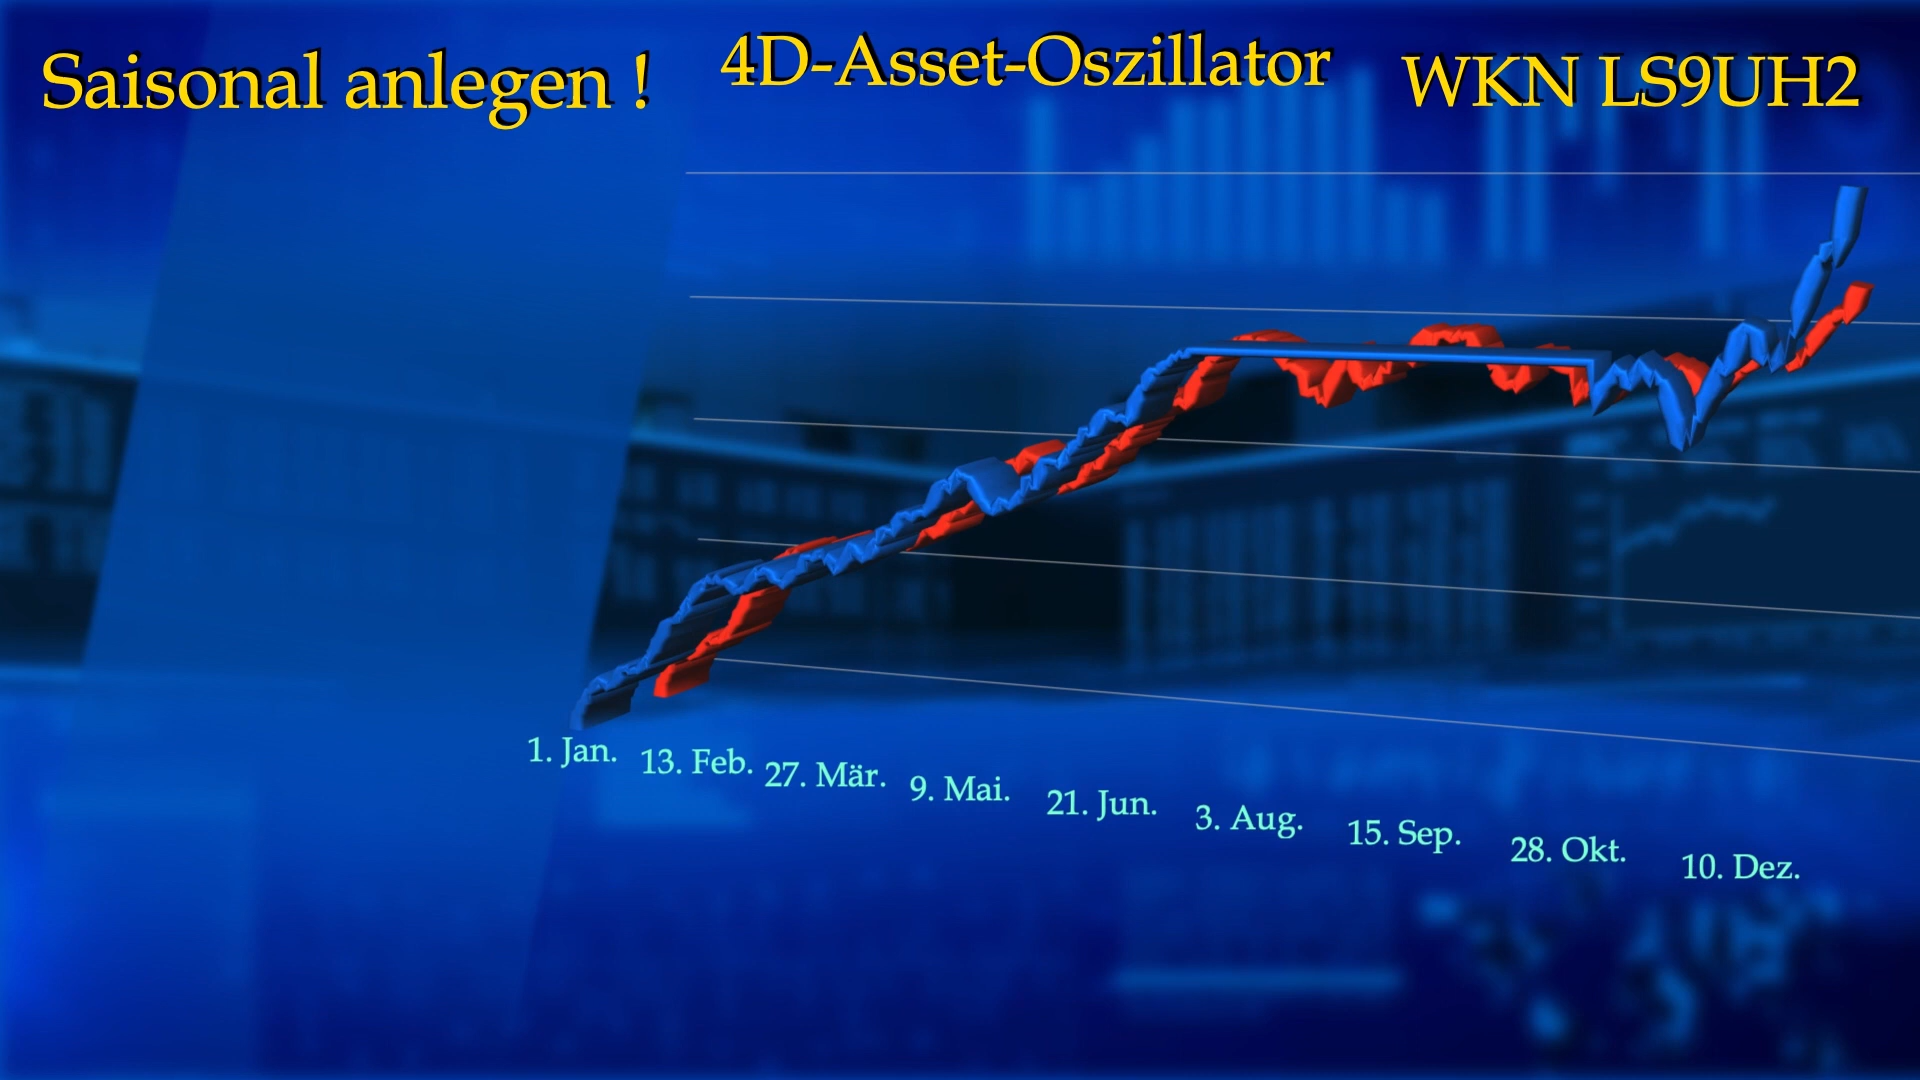 Saisonal anlegen !
4D-Asset-Oszillator
WKN LS9UH2
1. Jan.
13. Feb.
27. Mär.
9. Mai.
21. Jun.
3. Aug.
15. Sep.
28. Okt.
10. Dez.